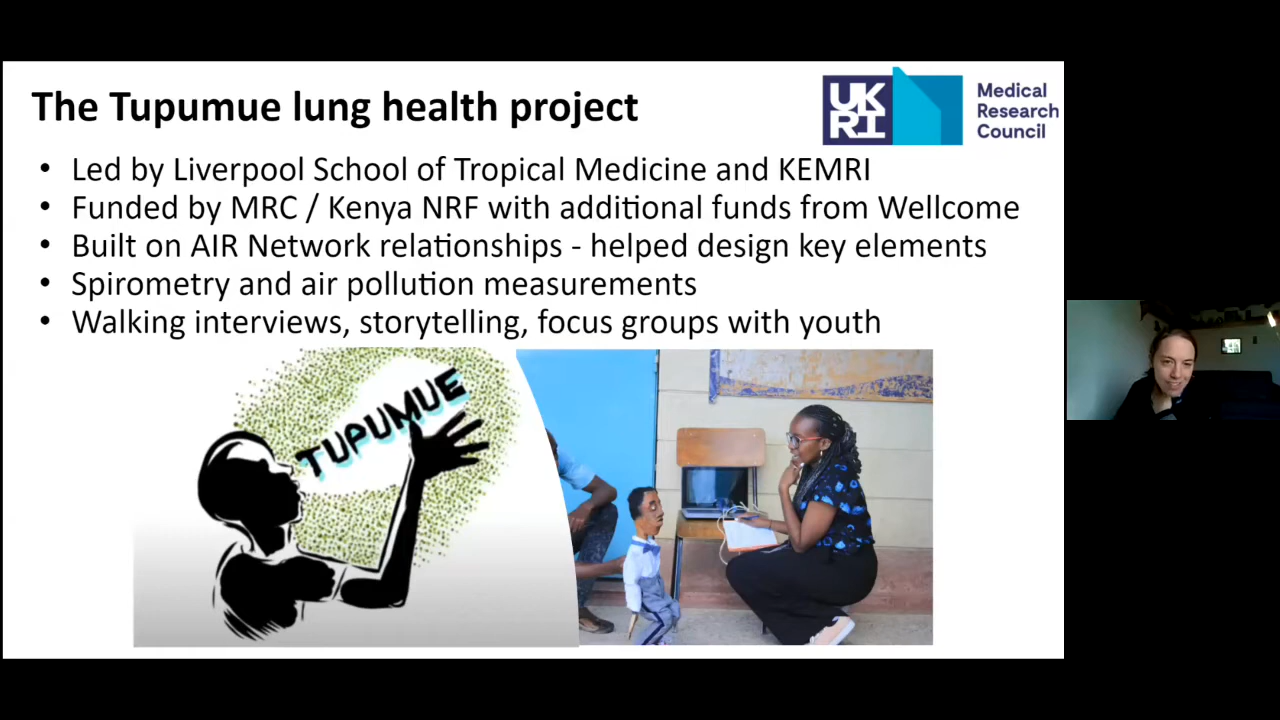 The Tupumue lung health project
UK
RI
Medical
Research
Council
• Led by Liverpool School of Tropical Medicine and KEMRI
• Funded by MRC / Kenya NRF with additional funds from Wellcome
• Built on AIR Network relationships - helped design key elements
• Spirometry and air pollution measurements
• Walking interviews, storytelling, focus groups with youth
TUPUMUE